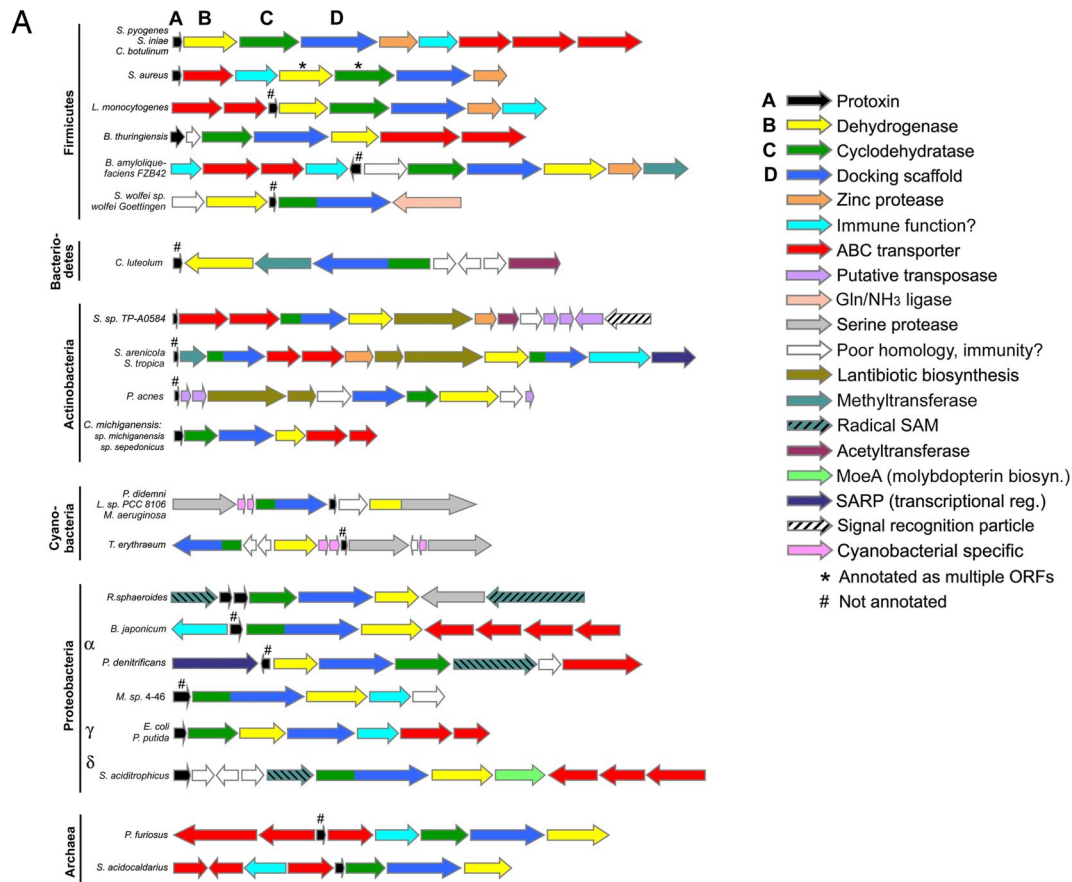 A
A B C D
Firmicutes
S. pyogenes
S. iniae
C. botulinum
S. aureus
* *
L. monocytogenes
#
B. thuringiensis
B. amylolique-
faciens FZB42
#
S. wolfei sp.
wolfei Goettingen
#
Bacterio-
detes
#
C. luteolum
Actinobacteria
S. sp. TP-A0584
S. arenicola
S. tropica
#
P. acnes
#
C. michiganensis:
sp. michiganensis
sp. sepedonicus
Cyano-
bacteria
P. didemni
L. sp. PCC 8106
M. aeruginosa
T. erythraeum
#
Proteobacteria
α
R.sphaeroides
B. japonicum
#
P. denitrificans
#
M. sp. 4-46
#
γ
E. coli
P. putida
δ
S. aciditrophicus
Archaea
P. furiosus
#
S. acidocaldarius
A Protoxin
B Dehydrogenase
C Cyclodehydratase
D Docking scaffold
Zinc protease
Immune function?
ABC transporter
Putative transposase
Gln/NH3 ligase
Serine protease
Poor homology, immunity?
Lantibiotic biosynthesis
Methyltransferase
Radical SAM
Acetyltransferase
MoeA (molybdopterin biosyn.)
SARP (transcriptional reg.)
Signal recognition particle
Cyanobacterial specific
* Annotated as multiple ORFs
# Not annotated